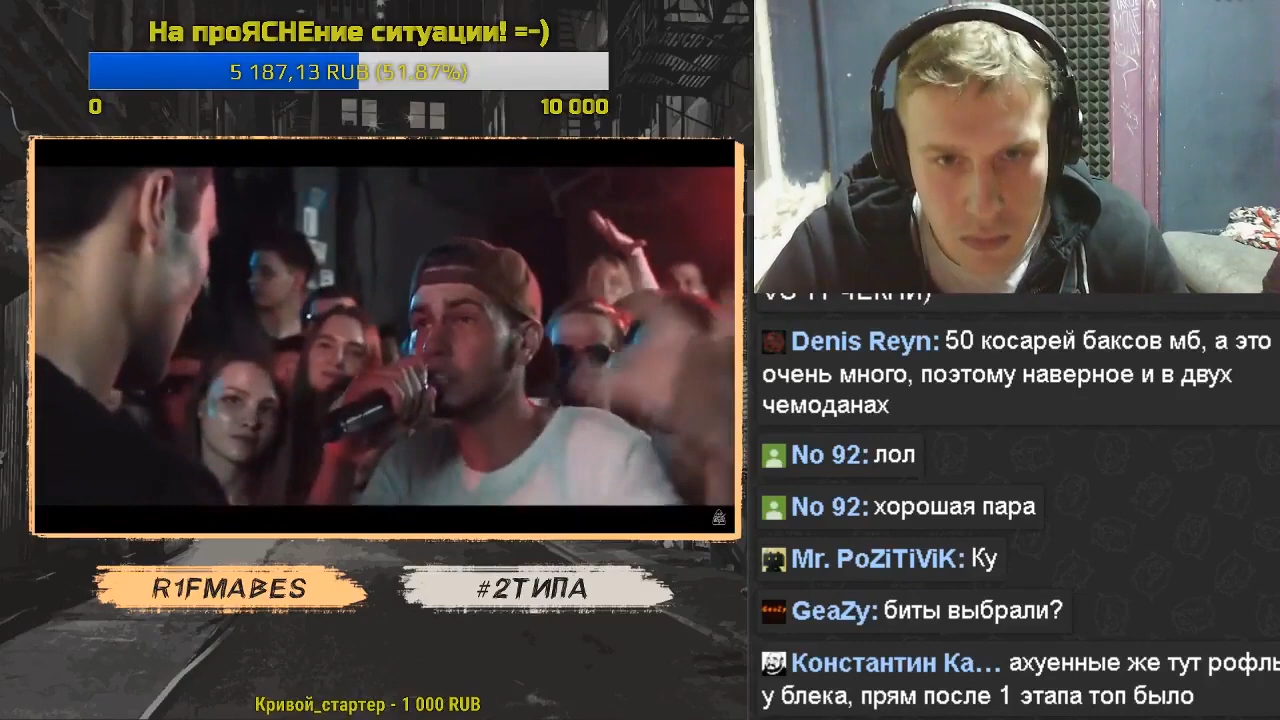 На проЯСНЕние ситуации! =-)
5 187,13 RUB (51.87%)
0
10 000
R1FMABES
#2ТИПА
Кривой_стартер - 1 000 RUB
Denis Reyn: 50 косарей баксов мб, а это
очень много, поэтому наверное и в двух
чемоданах
No 92: лол
No 92: хорошая пара
Mr. PoZiTiViK: Ку
GeaZy: биты выбрали?
Константин Ка... ахуенные же тут рофлы
у блека, прям после 1 этапа топ было